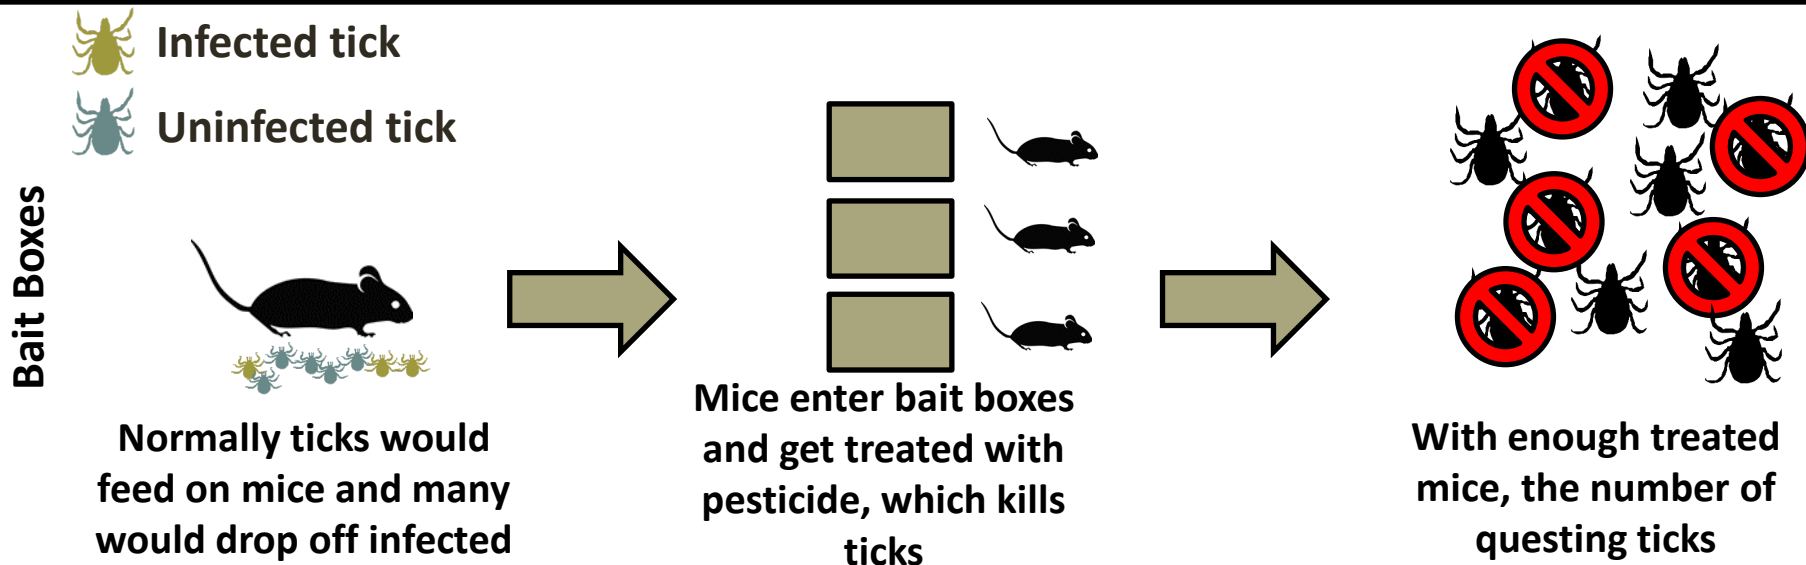 Infected tick
Uninfected tick
Bait Boxes
Normally ticks would
feed on mice and many
would drop off infected
Mice enter bait boxes
and get treated with
pesticide, which kills
ticks
With enough treated
mice, the number of
questing ticks